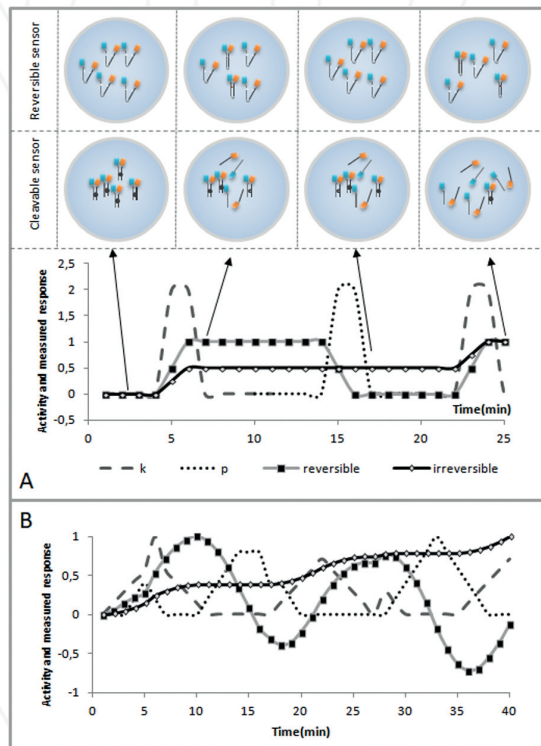 Reversible sensor
Cleavable sensor
Activity and measured response
2,5
2
1,5
1
0,5
0
-0,5
0 5 10 15 20 25
Time(min)
k p reversible irreversible
A
B
Activity and measured response
1
0,5
0
-0,5
-1
0 5 10 15 20 25 30 35 40
Time(min)